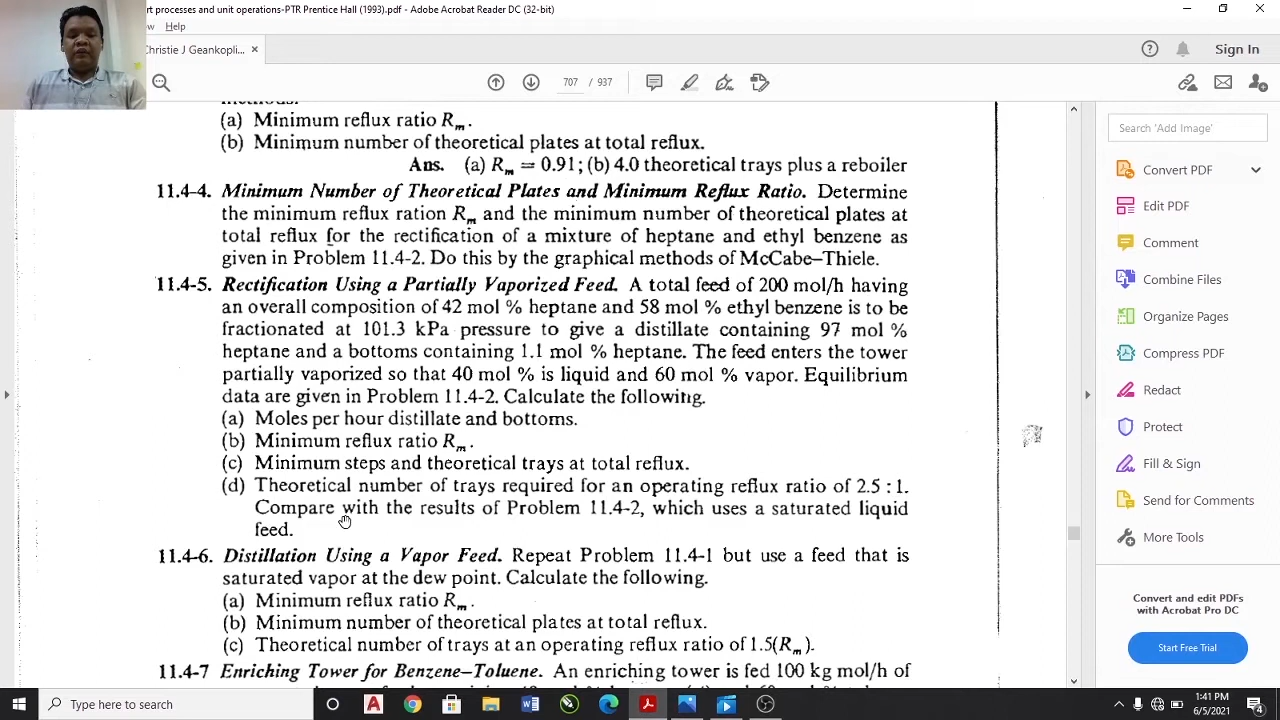 rt processes and unit operations-PTR Prentice Hall (1993).pdf - Adobe Acrobat Reader DC (32-bit)
Help
Christie J Geankopli... ×
Sign In
707 / 937
methods.
(a) Minimum reflux ratio Rm.
(b) Minimum number of theoretical plates at total reflux.
Ans. (a) Rm = 0.91; (b) 4.0 theoretical trays plus a reboiler
11.4-4. Minimum Number of Theoretical Plates and Minimum Reflux Ratio. Determine
the minimum reflux ration Rm and the minimum number of theoretical plates at
total reflux for the rectification of a mixture of heptane and ethyl benzene as
given in Problem 11.4-2. Do this by the graphical methods of McCabe–Thiele.
11.4-5. Rectification Using a Partially Vaporized Feed. A total feed of 200 mol/h having
an overall composition of 42 mol % heptane and 58 mol % ethyl benzene is to be
fractionated at 101.3 kPa pressure to give a distillate containing 97 mol %
heptane and a bottoms containing 1.1 mol % heptane. The feed enters the tower
partially vaporized so that 40 mol % is liquid and 60 mol % vapor. Equilibrium
data are given in Problem 11.4-2. Calculate the following.
(a) Moles per hour distillate and bottoms.
(b) Minimum reflux ratio Rm.
(c) Minimum steps and theoretical trays at total reflux.
(d) Theoretical number of trays required for an operating reflux ratio of 2.5 : 1.
Compare with the results of Problem 11.4-2, which uses a saturated liquid
feed.
11.4-6. Distillation Using a Vapor Feed. Repeat Problem 11.4-1 but use a feed that is
saturated vapor at the dew point. Calculate the following.
(a) Minimum reflux ratio Rm.
(b) Minimum number of theoretical plates at total reflux.
(c) Theoretical number of trays at an operating reflux ratio of 1.5(Rm).
11.4-7 Enriching Tower for Benzene–Toluene. An enriching tower is fed 100 kg mol/h of
Search 'Add Image'
Convert PDF
Edit PDF
Comment
Combine Files
Organize Pages
Compress PDF
Redact
Protect
Fill & Sign
Send for Comments
More Tools
Convert and edit PDFs
with Acrobat Pro DC
Start Free Trial
Type here to search
1:41 PM
6/5/2021